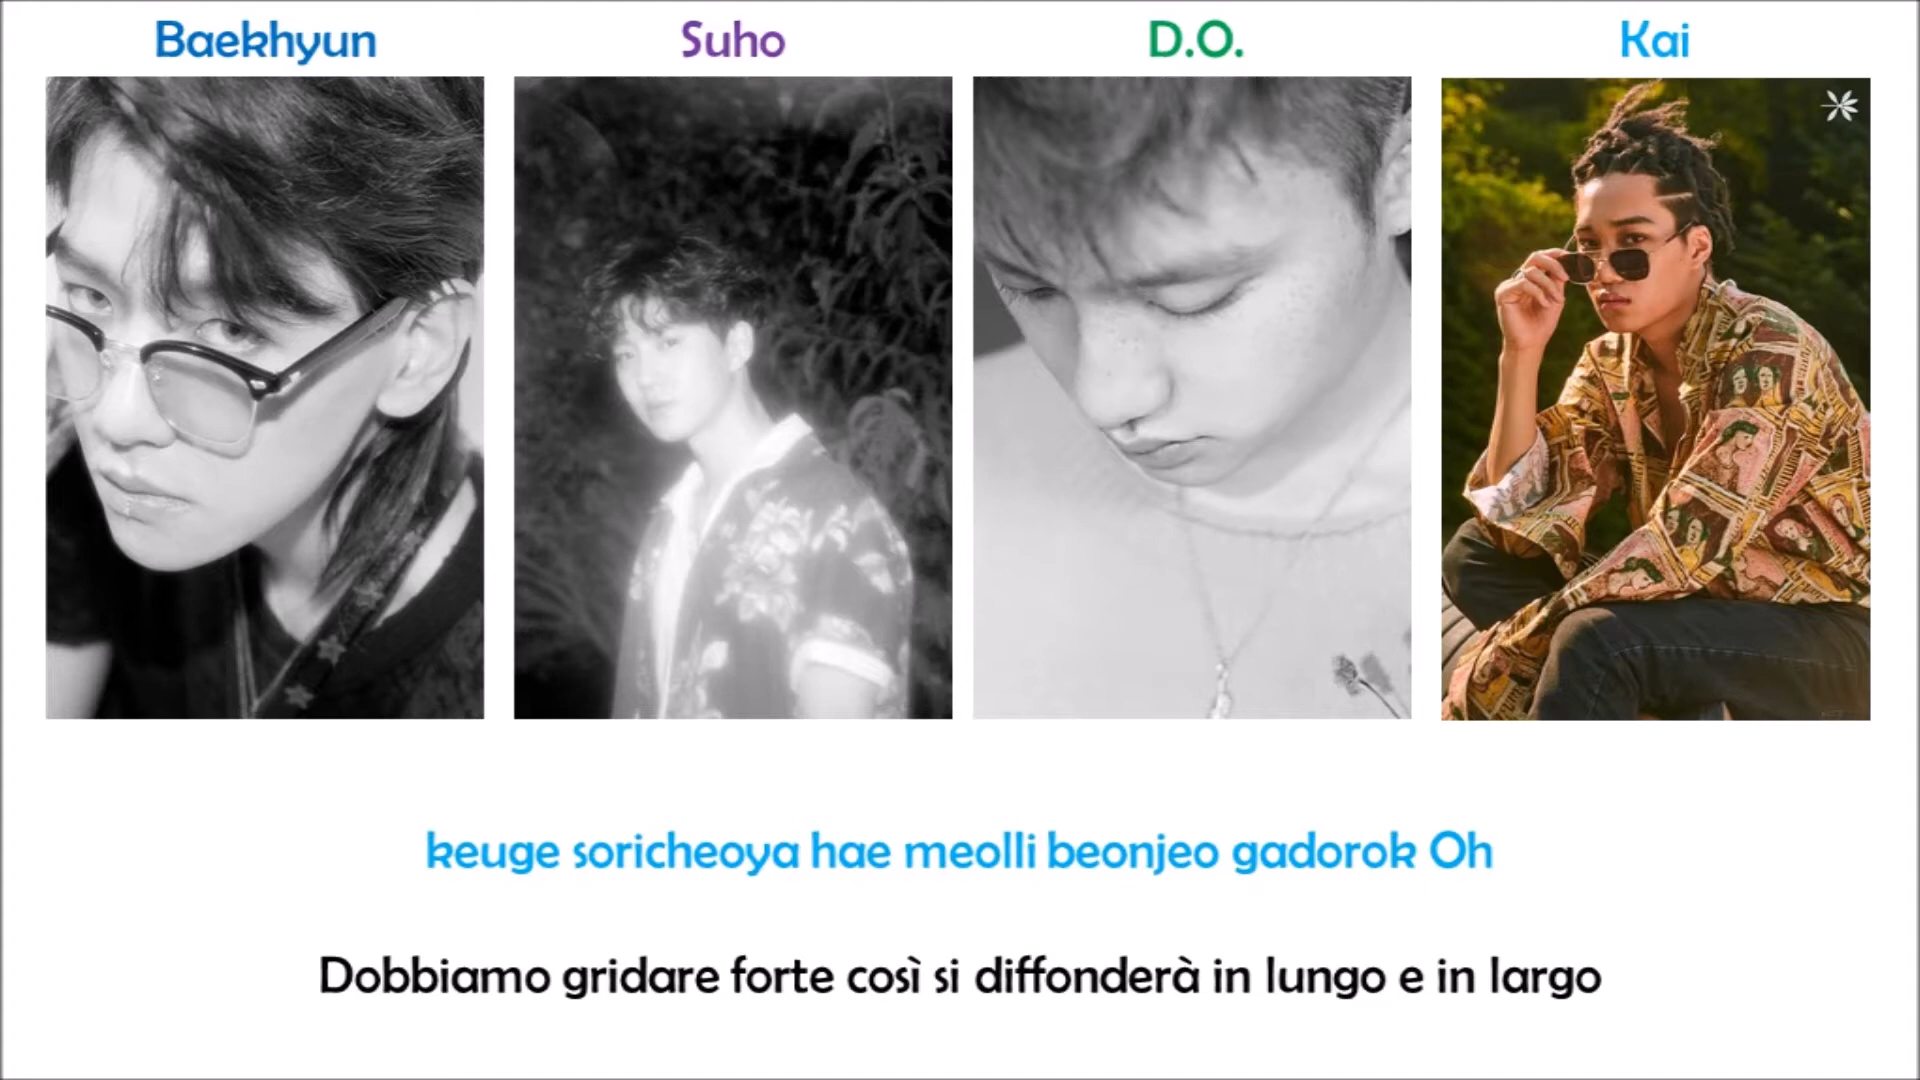 Baekhyun
Suho
D.O.
Kai
keuge soricheoya hae meolli beonjeo gadorok Oh
Dobbiamo gridare forte così si diffonderà in lungo e in largo